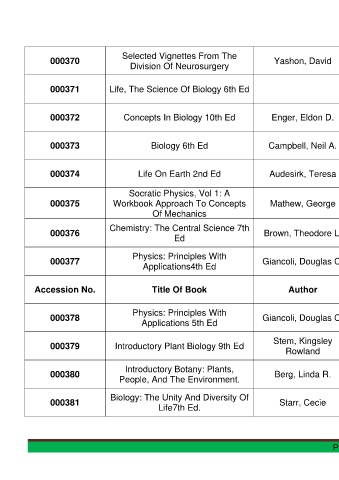 000370
Selected Vignettes From The
Division Of Neurosurgery
Yashon, David
000371
Life, The Science Of Biology 6th Ed
000372
Concepts In Biology 10th Ed
Enger, Eldon D.
000373
Biology 6th Ed
Campbell, Neil A.
000374
Life On Earth 2nd Ed
Audesirk, Teresa
000375
Socratic Physics, Vol 1: A
Workbook Approach To Concepts
Of Mechanics
Mathew, George
000376
Chemistry: The Central Science 7th
Ed
Brown, Theodore L
000377
Physics: Principles With
Applications4th Ed
Giancoli, Douglas C
Accession No.
Title Of Book
Author
000378
Physics: Principles With
Applications 5th Ed
Giancoli, Douglas C
000379
Introductory Plant Biology 9th Ed
Stern, Kingsley
Rowland
000380
Introductory Botany: Plants,
People, And The Environment.
Berg, Linda R.
000381
Biology: The Unity And Diversity Of
Life7th Ed.
Starr, Cecie
P